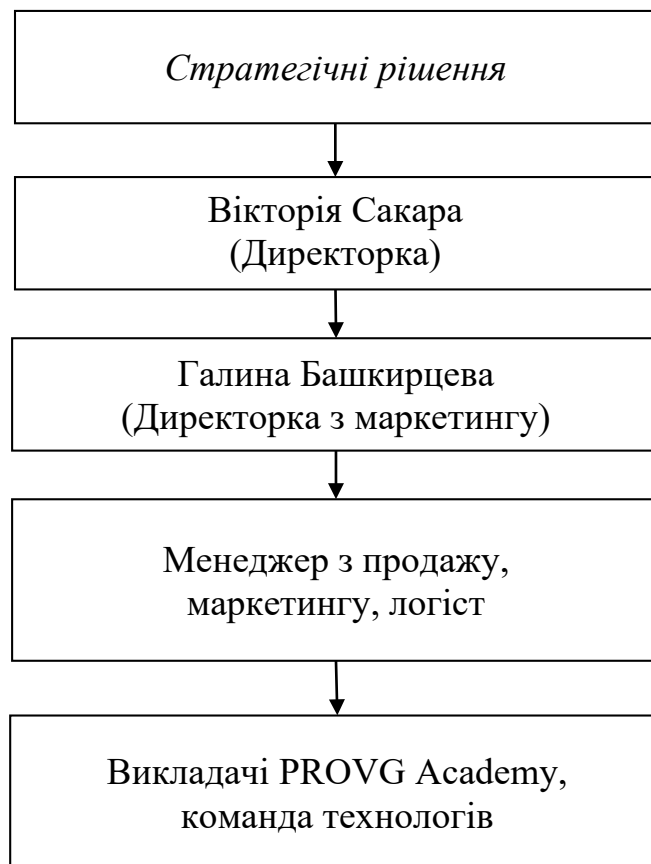 Стратегічні рішення
Вікторія Сакара
(Директорка)
Галина Башкирцева
(Директорка з маркетингу)
Менеджер з продажу,
маркетингу, логіст
Викладачі PROVG Academy,
команда технологів